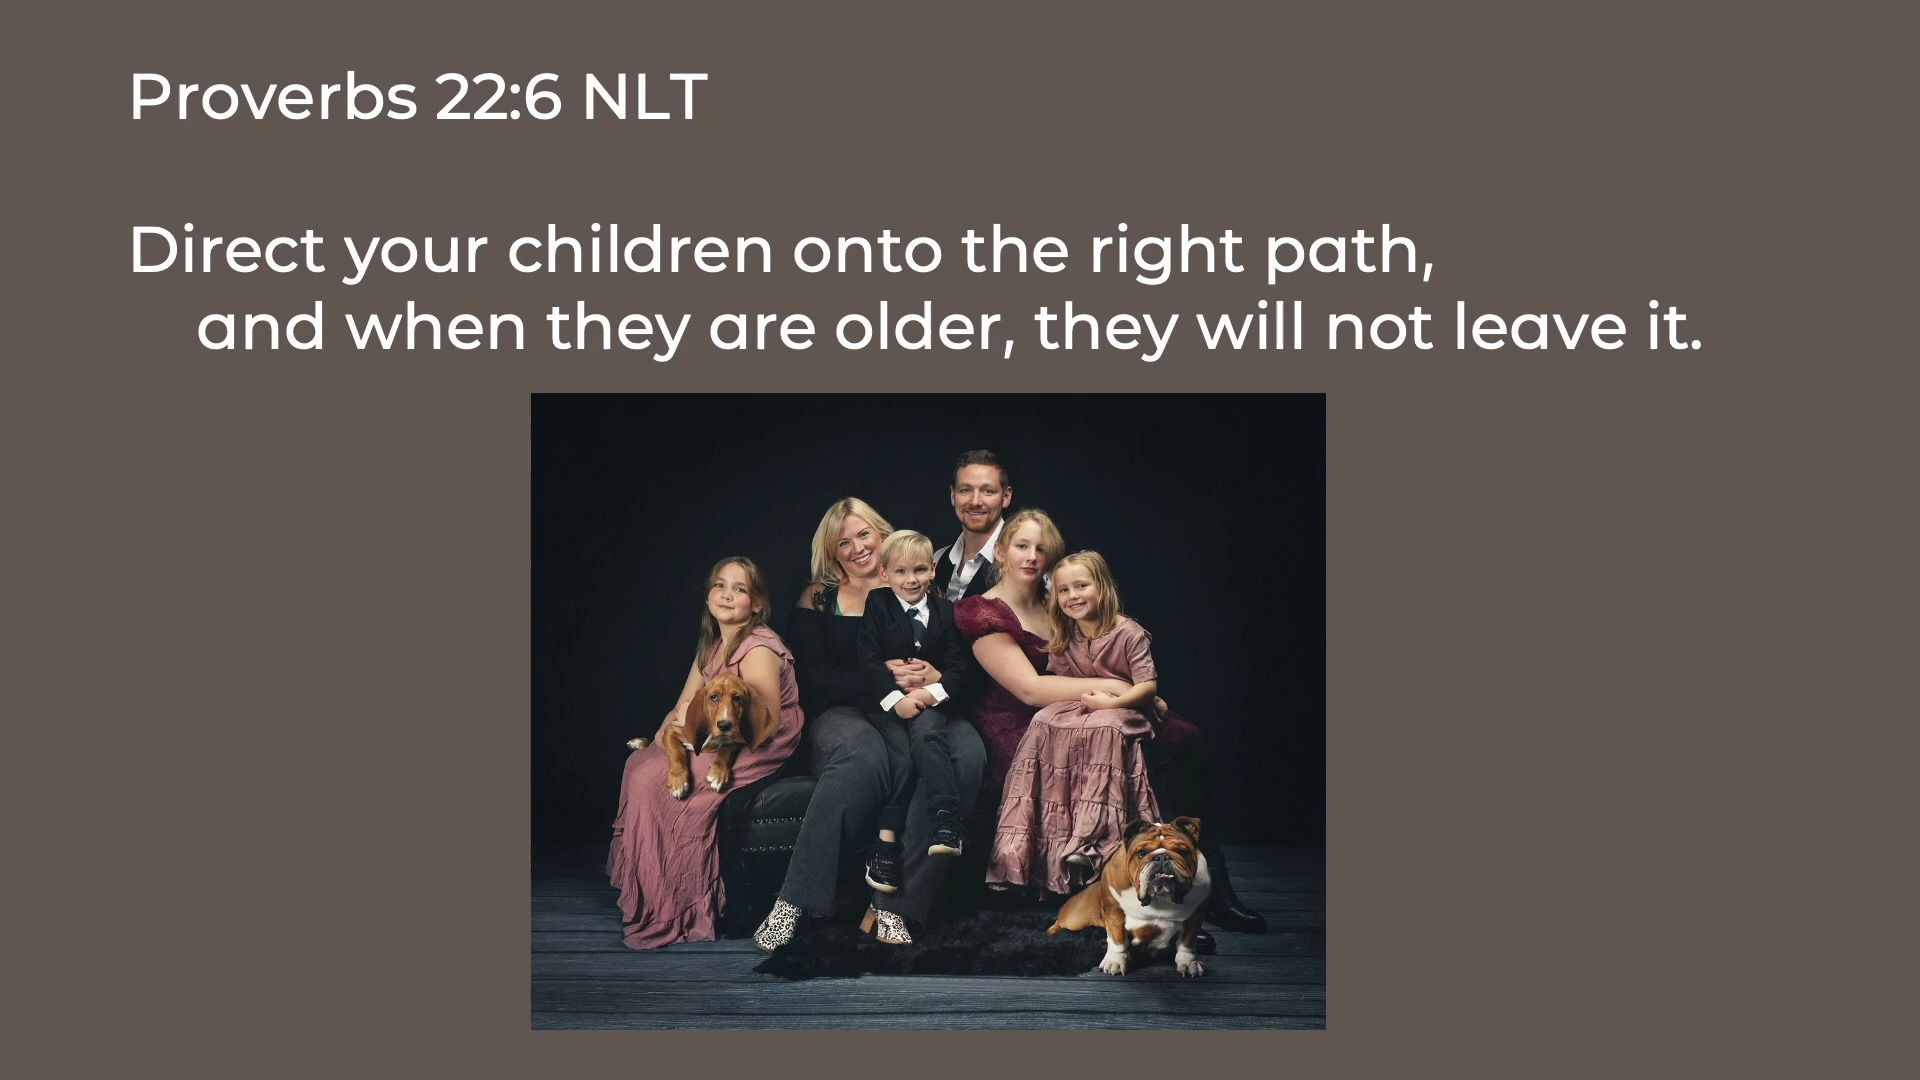 Proverbs 22:6 NLT
Direct your children onto the right path,
and when they are older, they will not leave it.